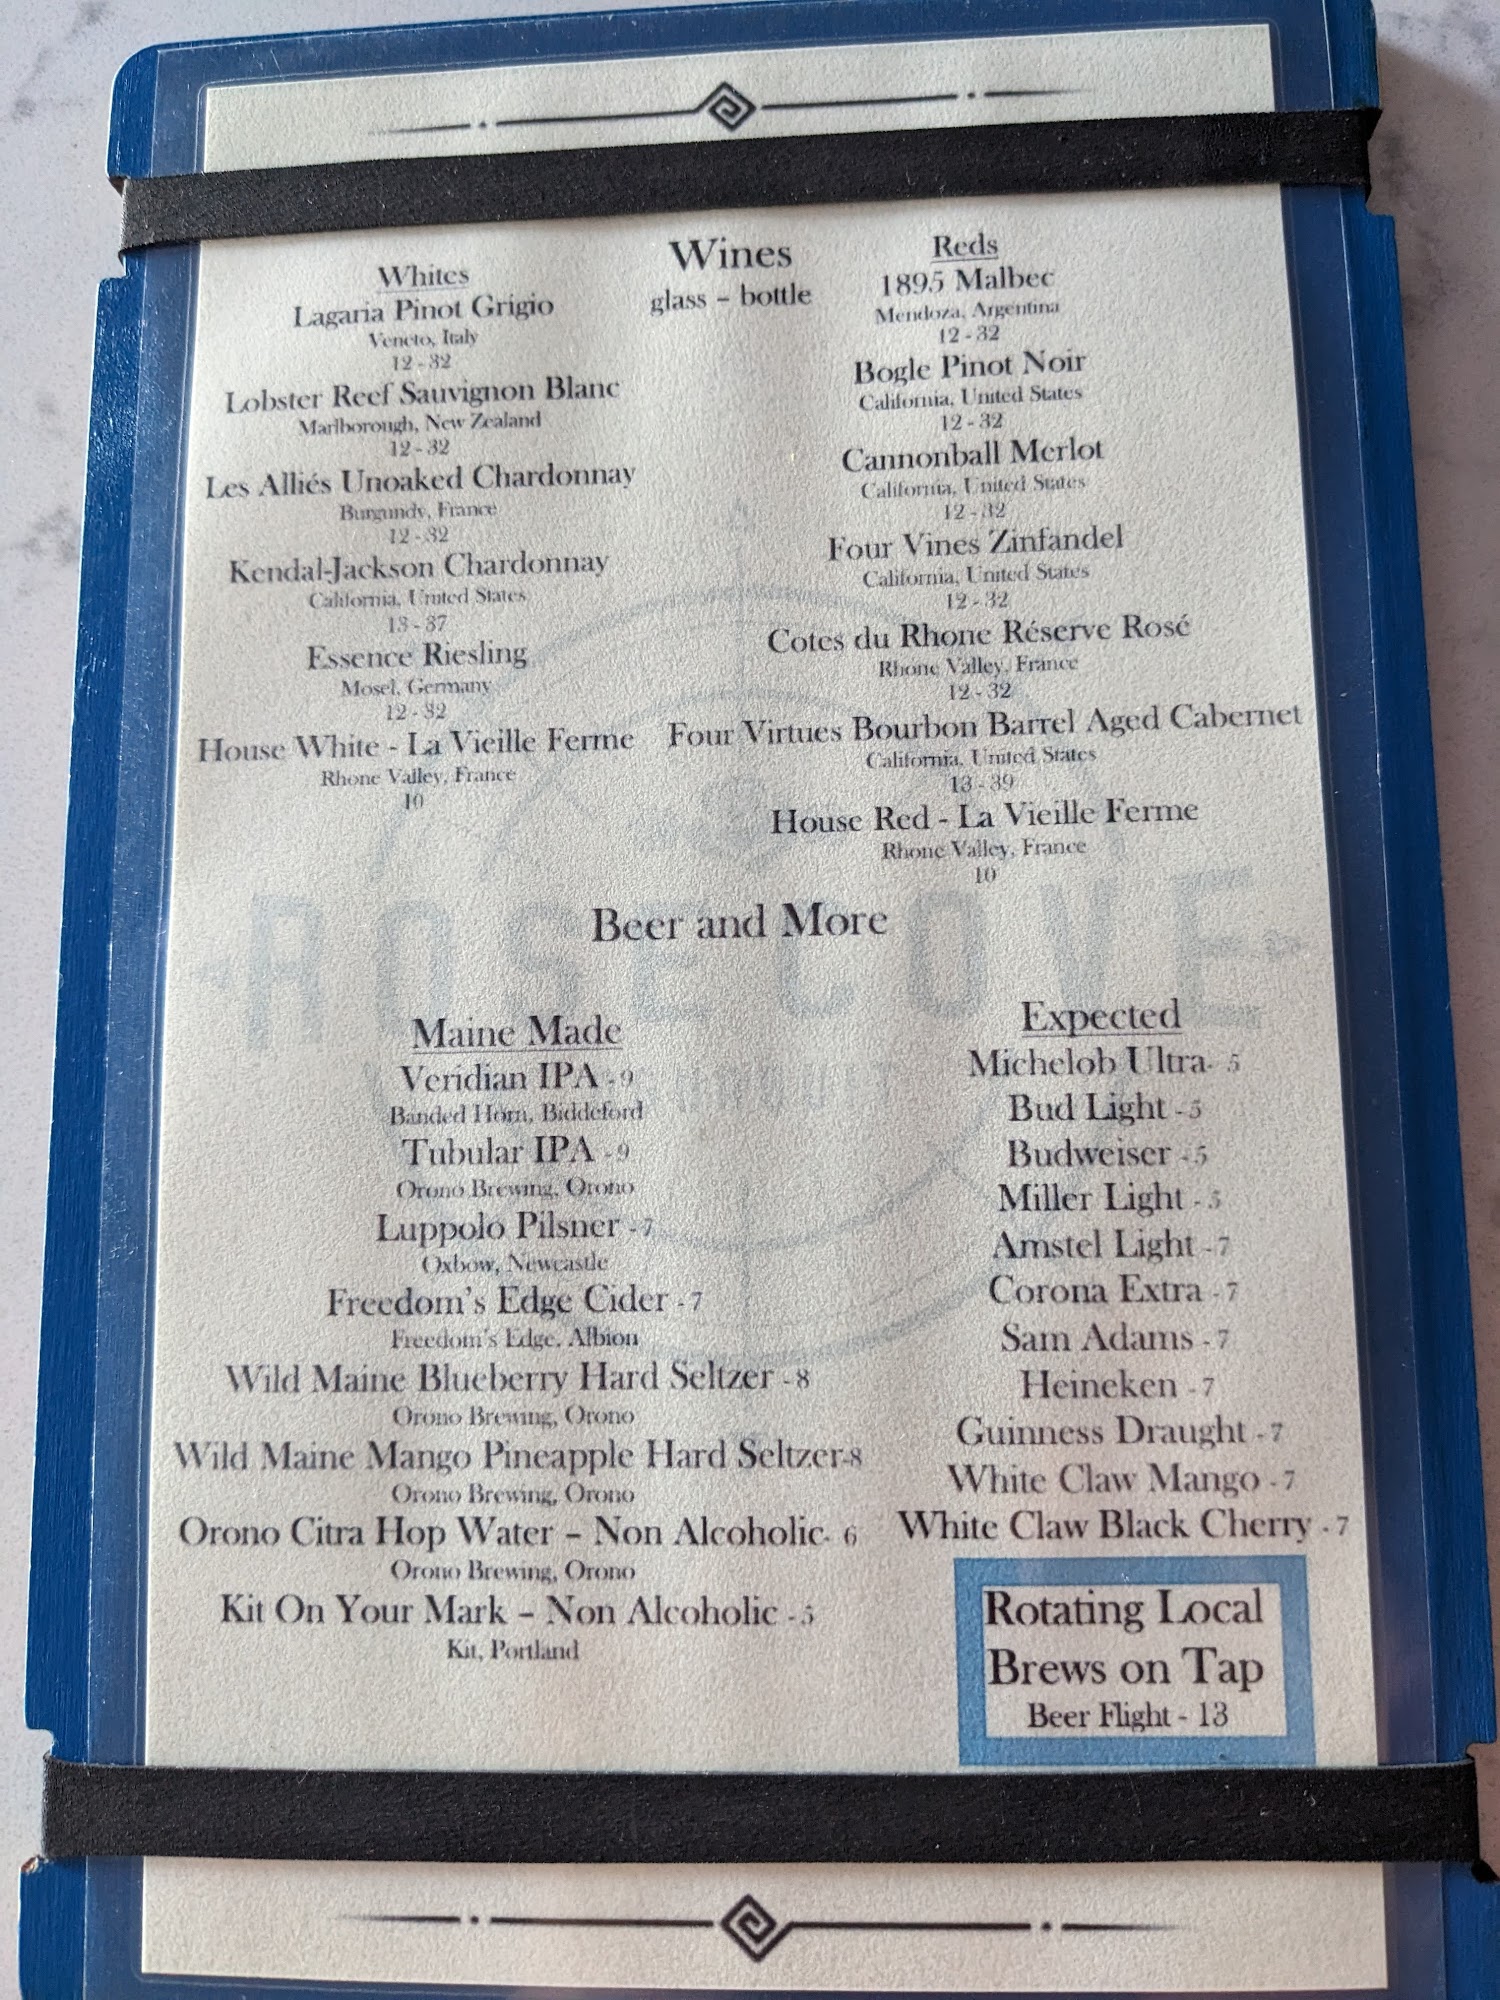 Wines
glass – bottle
Whites
Lagaria Pinot Grigio
Veneto, Italy
12 - 32
Lobster Reef Sauvignon Blanc
Marlborough, New Zealand
12 - 32
Les Alliés Unoaked Chardonnay
Burgundy, France
12 - 32
Kendal-Jackson Chardonnay
California, United States
13 - 37
Essence Riesling
Mosel, Germany
12 - 32
House White - La Vieille Ferme
Rhone Valley, France
10
Reds
1895 Malbec
Mendoza, Argentina
12 - 32
Bogle Pinot Noir
California, United States
12 - 32
Cannonball Merlot
California, United States
12 - 32
Four Vines Zinfandel
California, United States
12 - 32
Cotes du Rhone Réserve Rosé
Rhone Valley, France
12 - 32
Four Virtues Bourbon Barrel Aged Cabernet
California, United States
13 - 39
House Red - La Vieille Ferme
Rhone Valley, France
10
ROSE COVE
Beer and More
Maine Made
Veridian IPA - 9
Banded Horn, Biddeford
Tubular IPA - 9
Orono Brewing, Orono
Luppolo Pilsner - 7
Oxbow, Newcastle
Freedom's Edge Cider - 7
Freedom's Edge, Albion
Wild Maine Blueberry Hard Seltzer - 8
Orono Brewing, Orono
Wild Maine Mango Pineapple Hard Seltzer-8
Orono Brewing, Orono
Orono Citra Hop Water – Non Alcoholic- 6
Orono Brewing, Orono
Kit On Your Mark – Non Alcoholic - 5
Kit, Portland
Expected
Michelob Ultra- 5
Bud Light - 5
Budweiser - 5
Miller Light - 5
Amstel Light - 7
Corona Extra - 7
Sam Adams - 7
Heineken - 7
Guinness Draught - 7
White Claw Mango - 7
White Claw Black Cherry - 7
Rotating Local
Brews on Tap
Beer Flight - 13